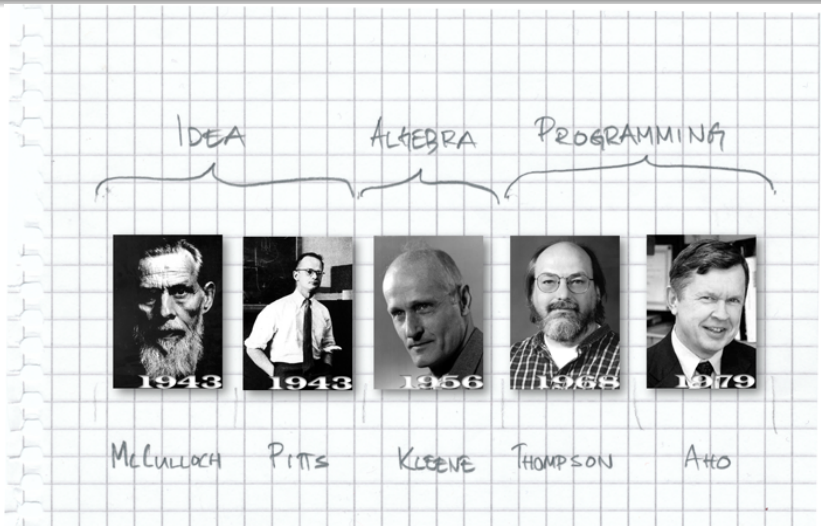 IDEA ALGEBRA PROGRAMMING
1943 1943 1956 1968 1979
MCCULLOCH PITTS KLEENE THOMPSON AHO